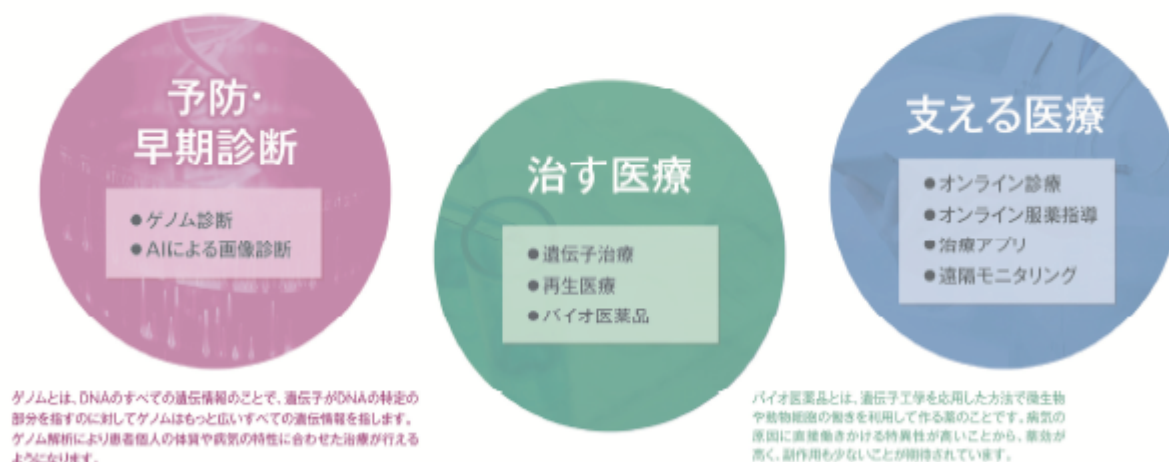 予防・
早期診断
●ゲノム診断
●AIによる画像診断
治す医療
●遺伝子治療
●再生医療
●バイオ医薬品
支える医療
●オンライン診療
●オンライン服薬指導
●治療アプリ
●遠隔モニタリング
ゲノムとは、DNAのすべての遺伝情報のことで、遺伝子がDNAの特定の
部分を指すのに対してゲノムはもっと広いすべての遺伝情報を指します。
ゲノム解析により患者個人の体質や病気の特性に合わせた治療が行える
ようになります。
バイオ医薬品とは、遺伝子工学を応用した方法で微生物
や動物細胞の働きを利用して作る薬のことです。病気の
原因に直接働きかける特異性が高いことから、薬効が
高く、副作用も少ないことが期待されています。